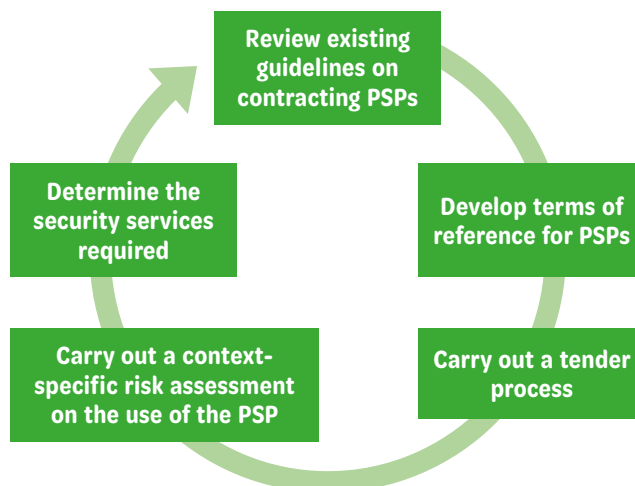 Review existing
guidelines on
contracting PSPs
Determine the
security services
required
Develop terms of
reference for PSPs
Carry out a context-
specific risk assessment
on the use of the PSP
Carry out a tender
process